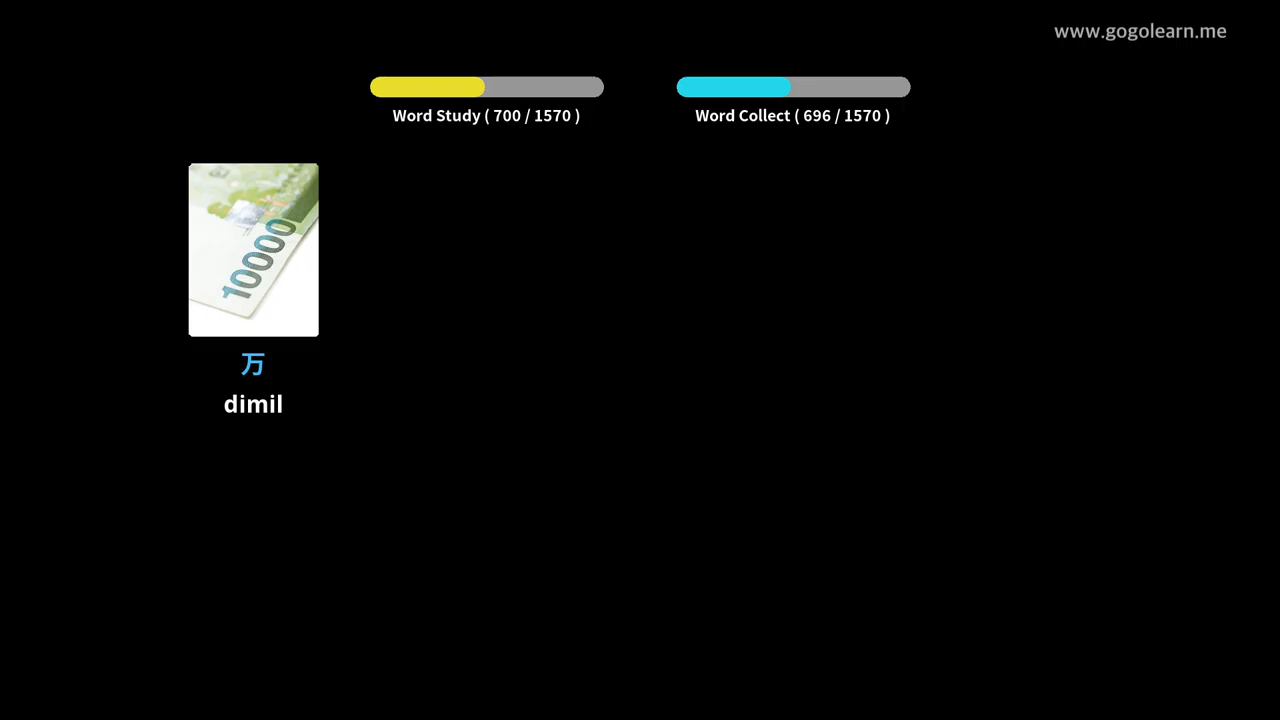 www.gogolearn.me
Word Study ( 700 / 1570 )
Word Collect ( 696 / 1570 )
10000
万
dimil